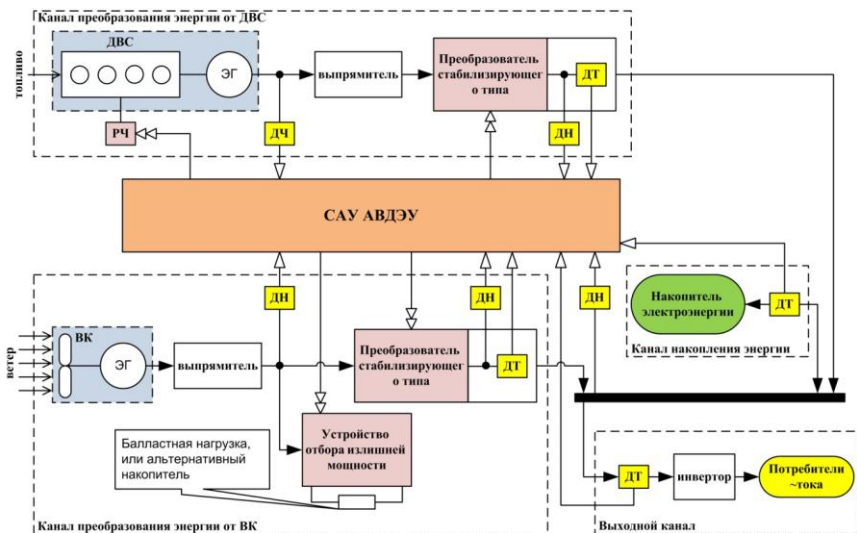 Канал преобразования энергии от ДВС
ДВС
ЭГ
топливо
выпрямитель
Преобразователь
стабилизирующег
о типа
ДТ
РЧ
ДЧ
ДН
САУ АВДЭУ
ДН
ДН
ДН
ДТ
Накопитель
электроэнергии
Канал накопления энергии
ВК
ЭГ
ветер
выпрямитель
Преобразователь
стабилизирующег
о типа
ДТ
Балластная нагрузка,
или альтернативный
накопитель
Устройство
отбора излишней
мощности
Канал преобразования энергии от ВК
ДТ
инвертор
Потребители
~тока
Выходной канал